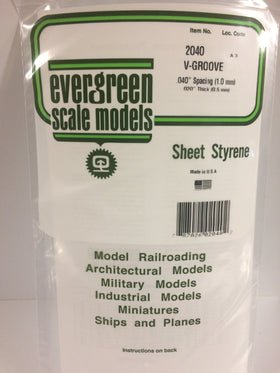 Item No. Loc. Code
2040 A 3
V-GROOVE
.040" Spacing (1.0 mm)
.020" Thick (0.5 mm)
evergreen
scale models
Sheet Styrene
Made in U.S.A
Model Railroading
Architectural Models
Military Models
Industrial Models
Miniatures
Ships and Planes
Instructions on back